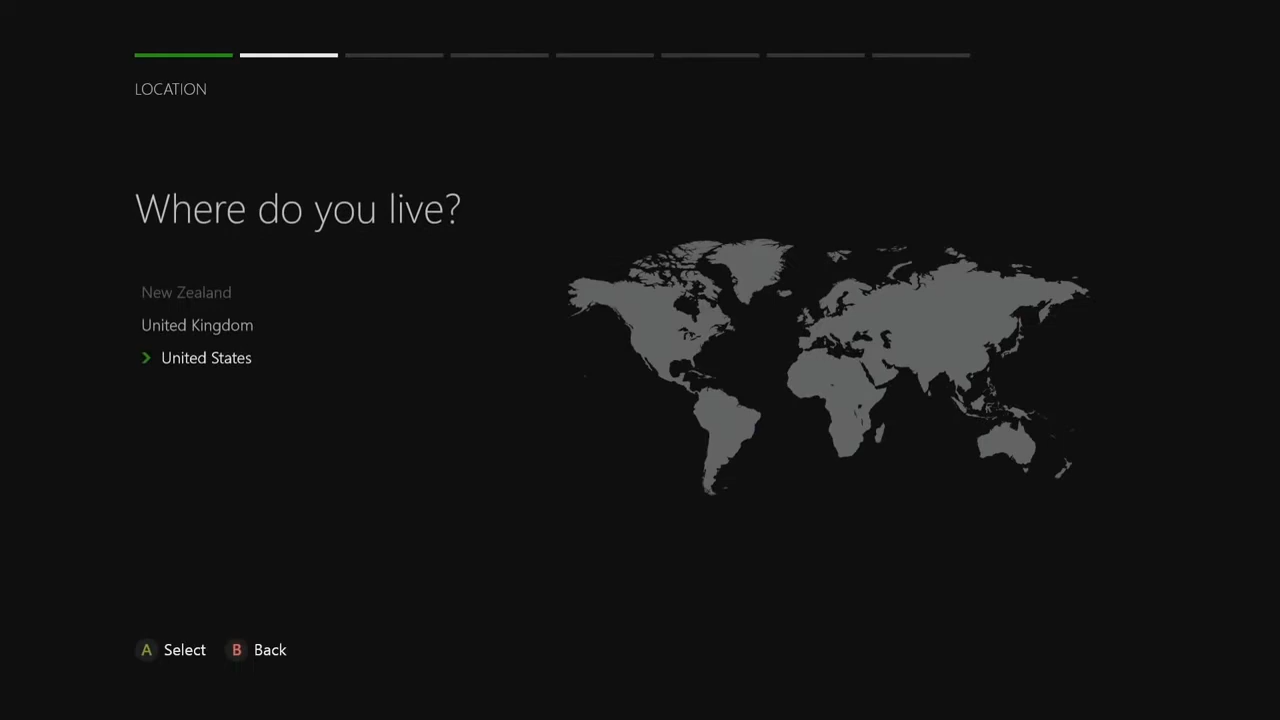 LOCATION
Where do you live?
New Zealand
United Kingdom
United States
A Select B Back